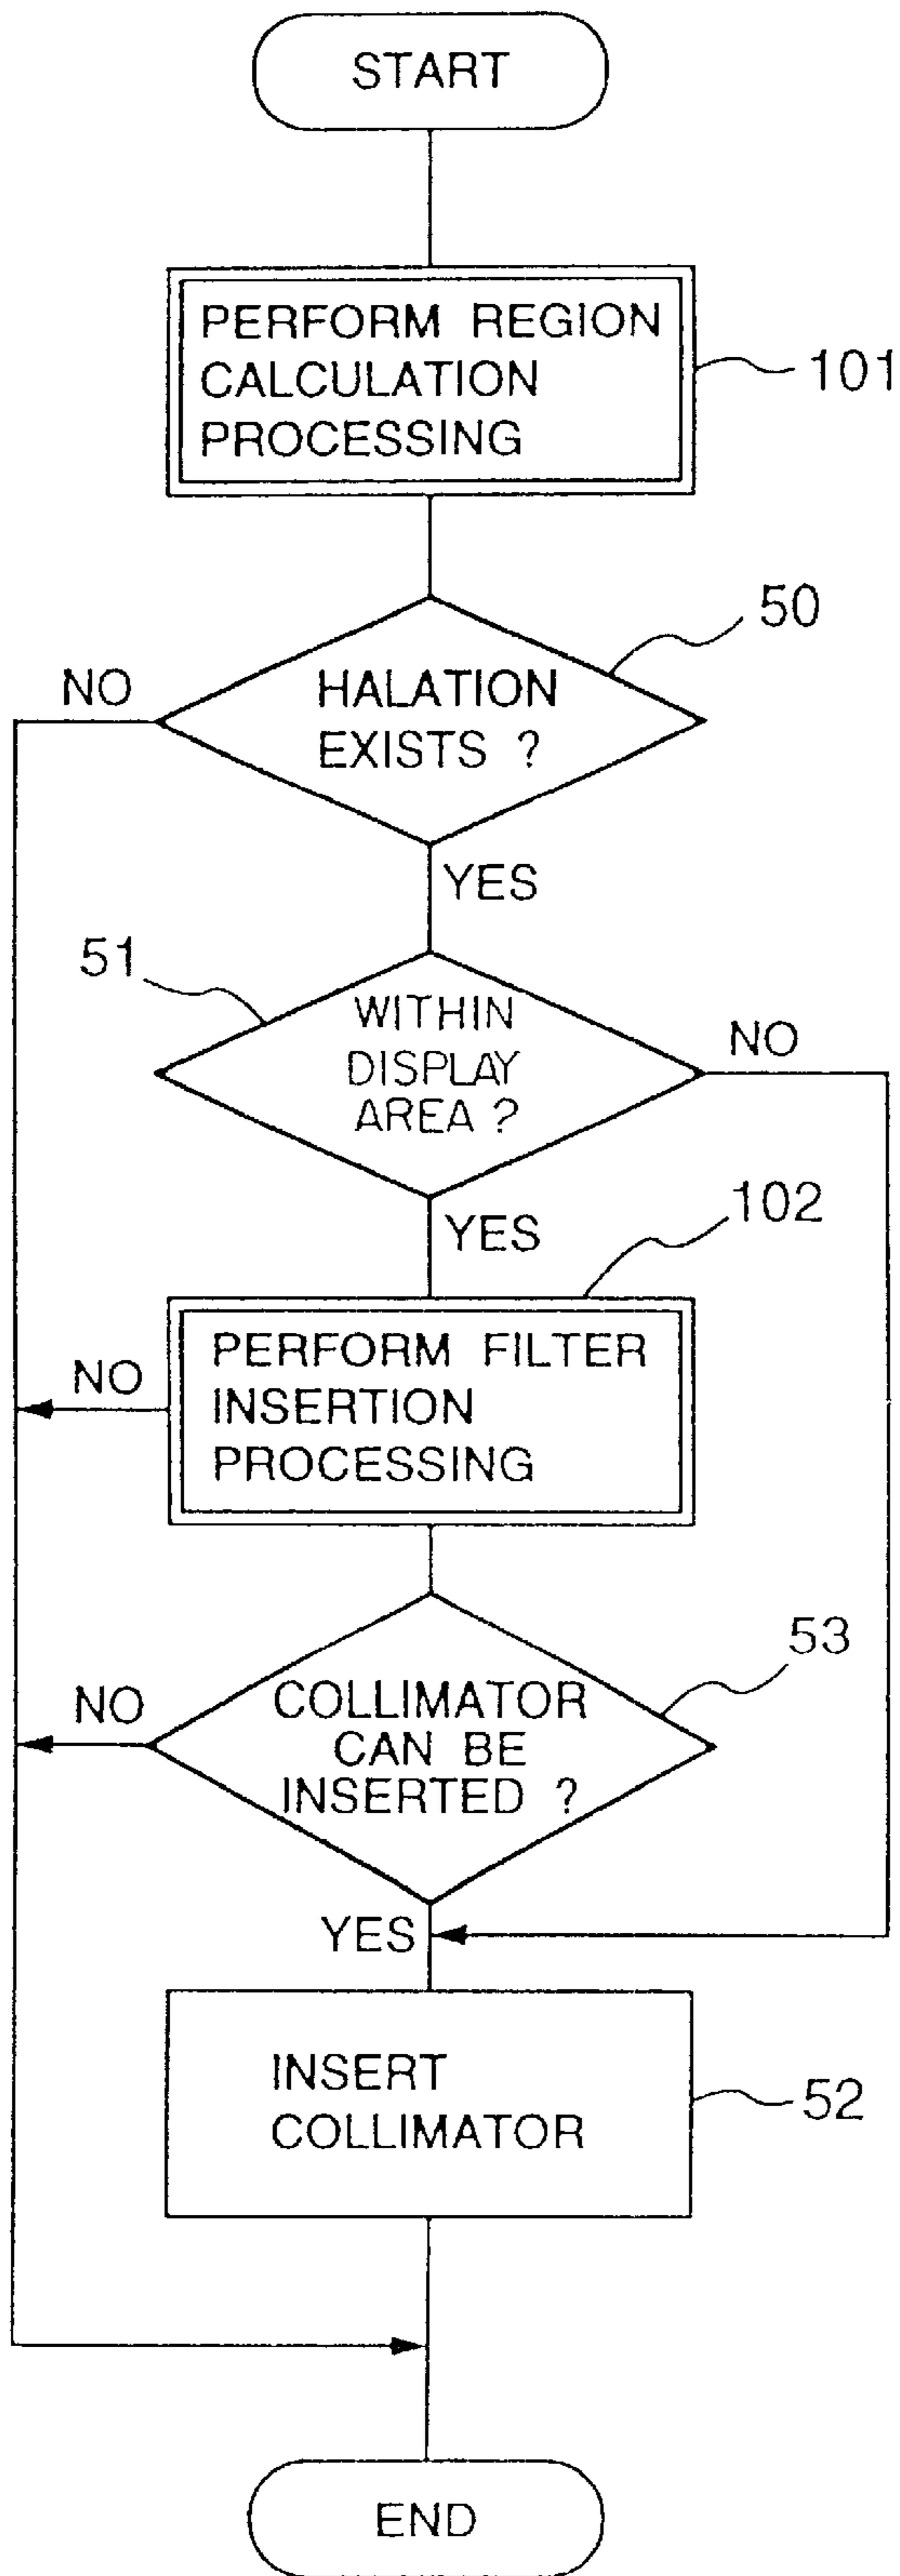 START
PERFORM REGION
CALCULATION
PROCESSING
101
50
NO
HALATION
EXISTS ?
YES
51
WITHIN
DISPLAY
AREA ?
NO
YES
102
NO
PERFORM FILTER
INSERTION
PROCESSING
53
NO
COLLIMATOR
CAN BE
INSERTED ?
YES
INSERT
COLLIMATOR
52
END